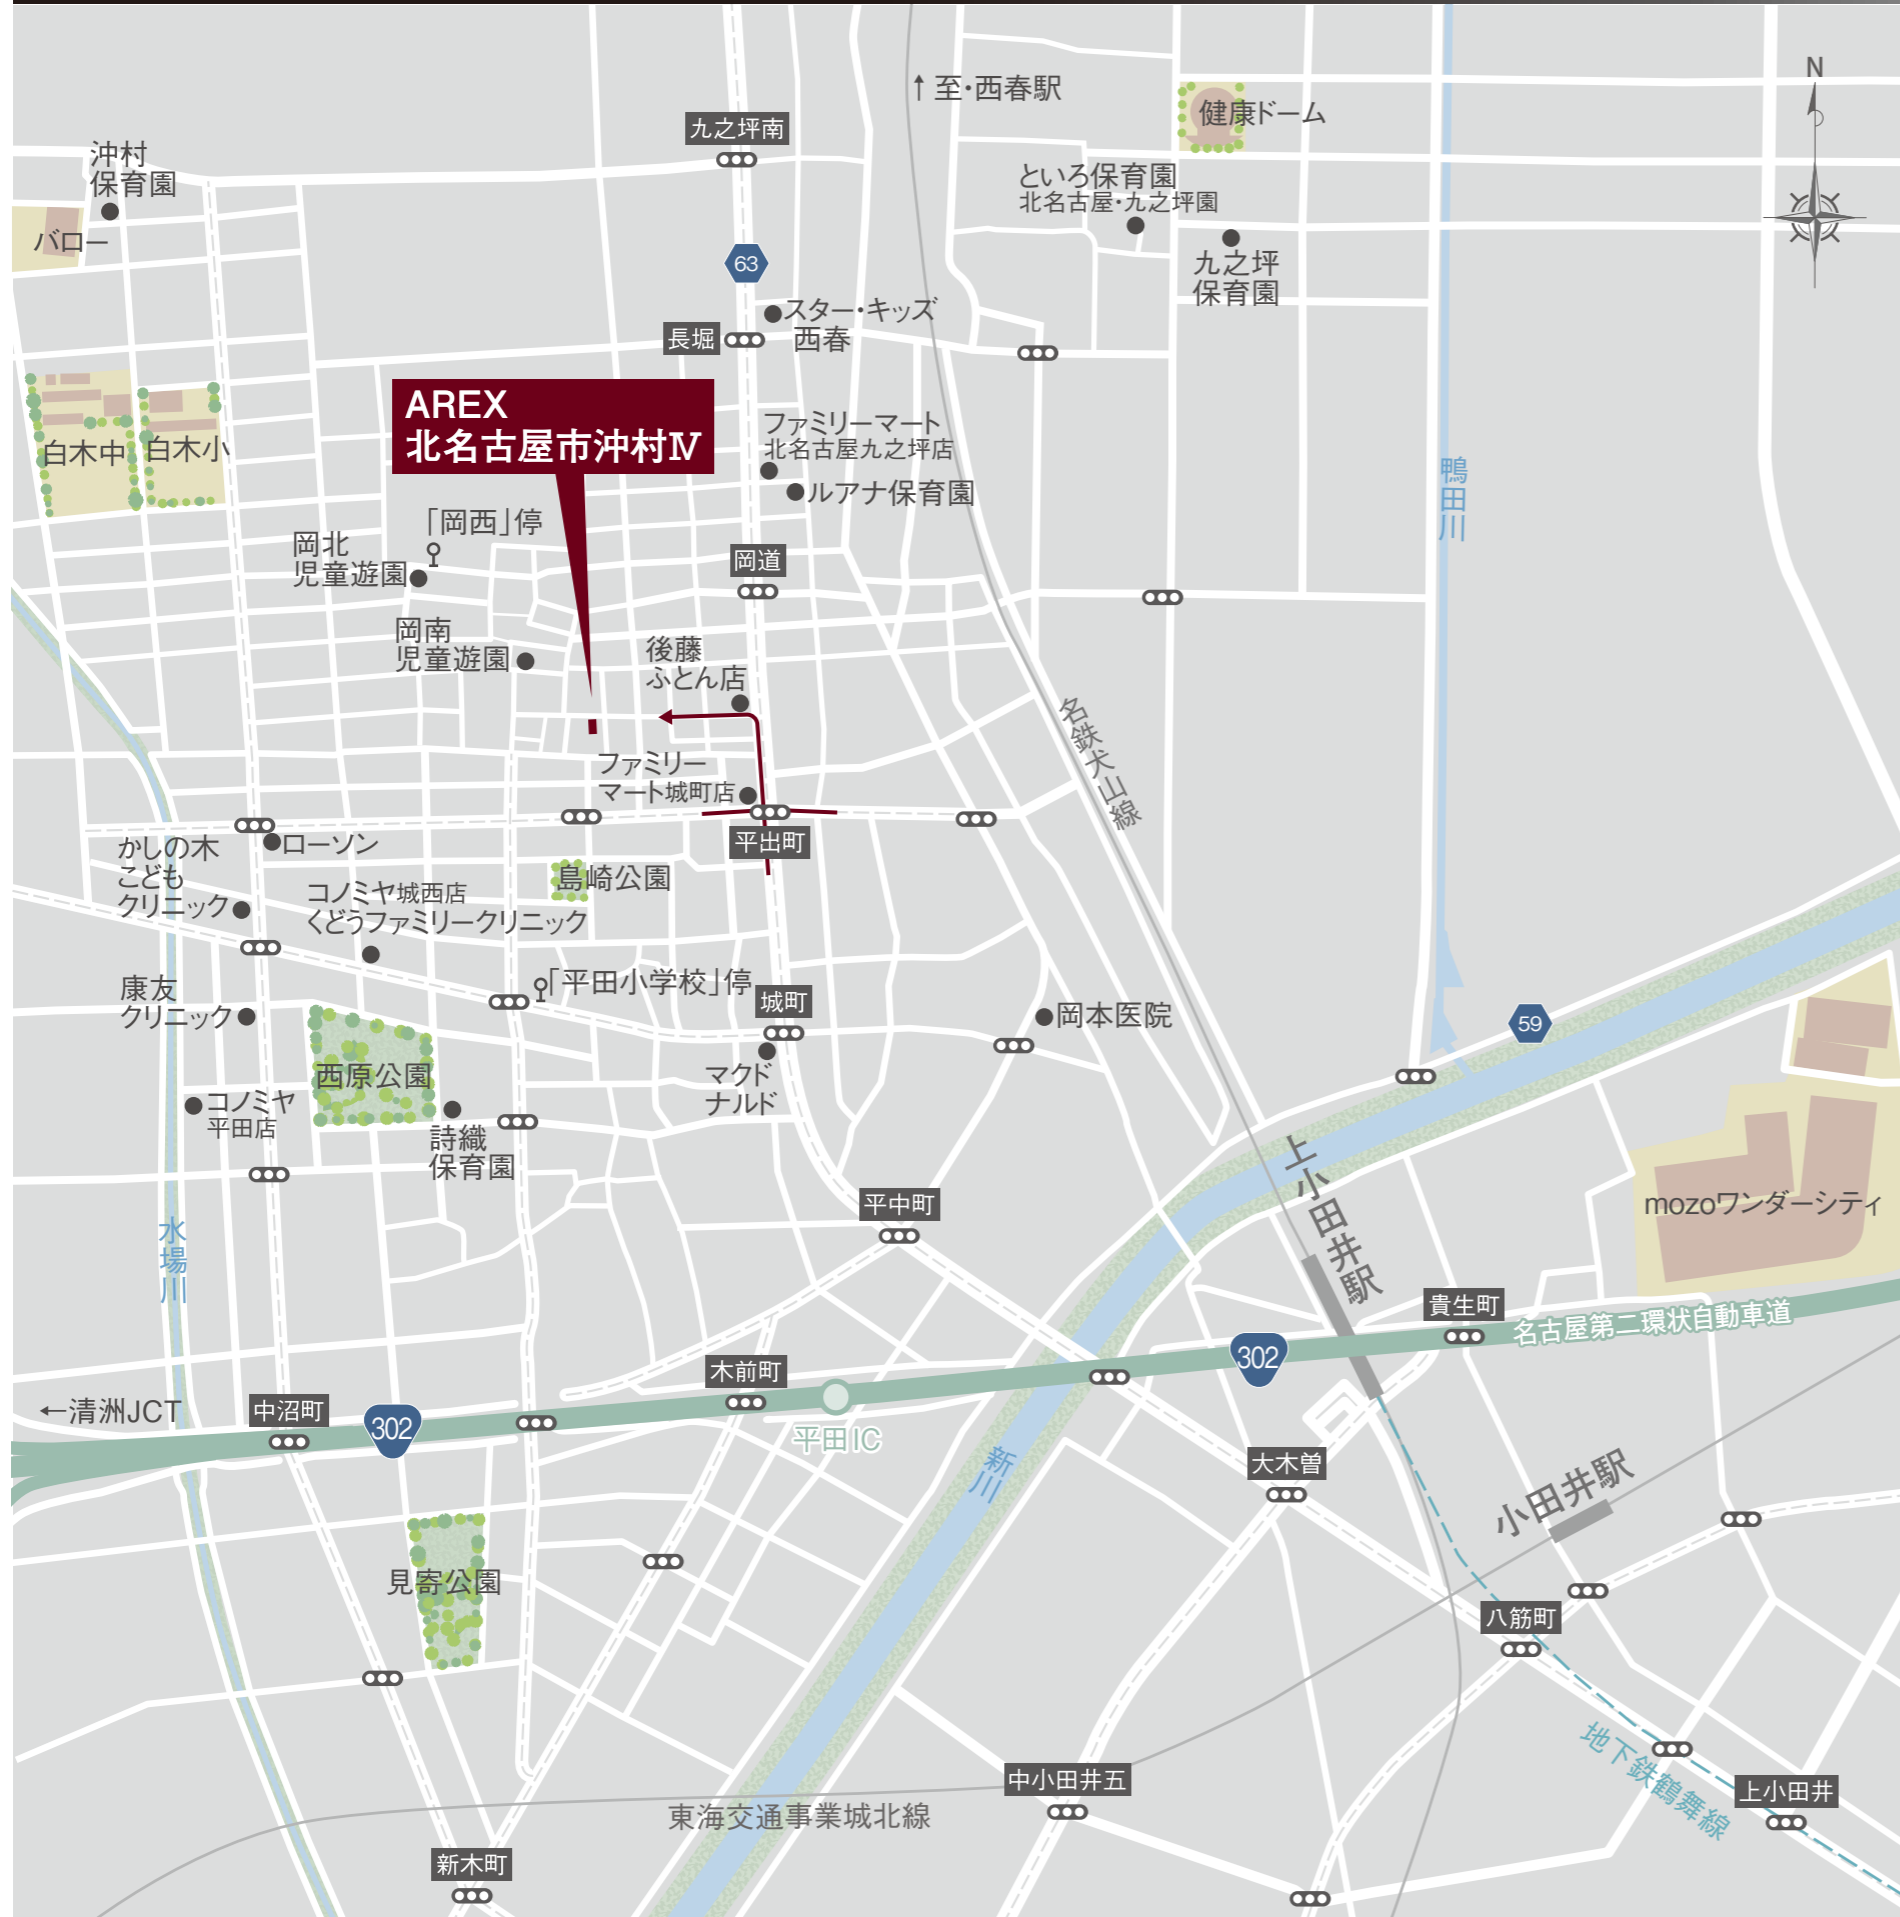 ↑至・西春駅
N
九之坪南
健康ドーム
沖村
保育園
といろ保育園
北名古屋・九之坪園
バロー
63
九之坪
保育園
スター・キッズ
西春
長堀
AREX
北名古屋市沖村Ⅳ
ファミリーマート
北名古屋九之坪店
白木中
白木小
ルアナ保育園
鴨田川
「岡西」停
岡北
児童遊園
岡道
岡南
児童遊園
後藤
ふとん店
名鉄犬山線
ファミリー
マート城町店
平出町
ローソン
かしの木
こども
クリニック
島崎公園
コノミヤ城西店
くどうファミリークリニック
康友
クリニック
「平田小学校」停
城町
岡本医院
59
西原公園
マクド
ナルド
コノミヤ
平田店
詩織
保育園
上小田井駅
mozoワンダーシティ
平中町
水場川
貴生町
名古屋第二環状自動車道
302
木前町
←清洲JCT
中沼町
302
平田IC
新川
大木曽
小田井駅
見寄公園
八筋町
地下鉄鶴舞線
中小田井五
上小田井
東海交通事業城北線
新木町